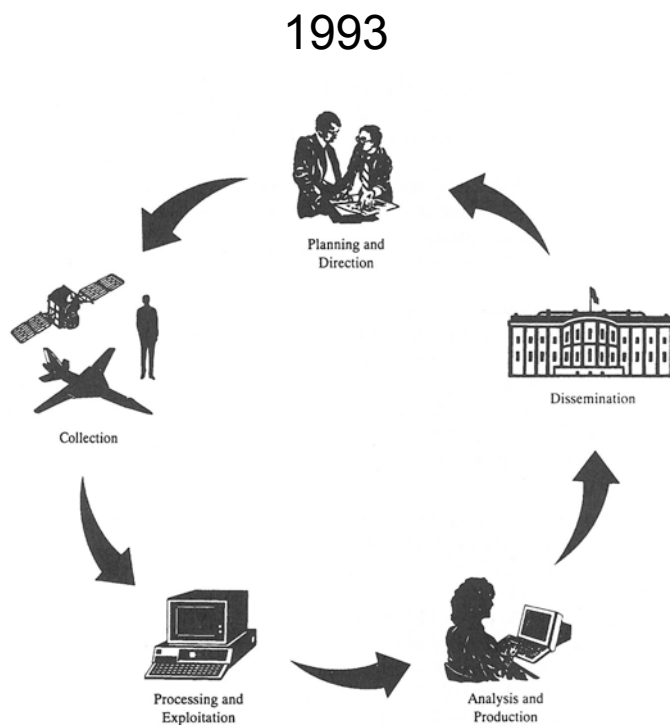 1993
Planning and
Direction
Collection
Processing and
Exploitation
Analysis and
Production
Dissemination